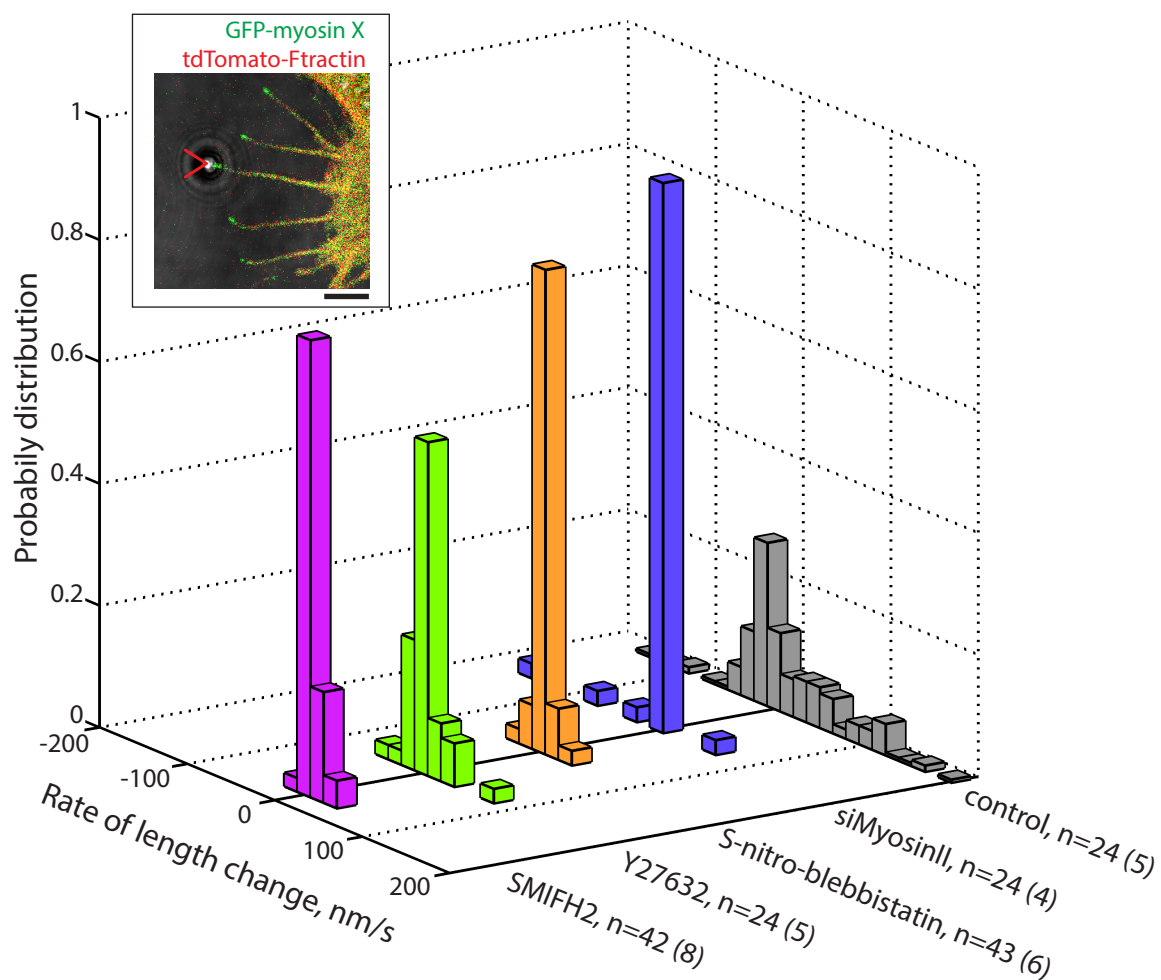 GFP-myosin X
tdTomato-Ftractin
Probabily distribution
1
0.8
0.6
0.4
0.2
0
-200
-100
0
100
200
Rate of length change, nm/s
SMIFH2, n=42 (8)
Y27632, n=24 (5)
S-nitro-blebbistatin, n=43 (6)
siMyosinII, n=24 (4)
control, n=24 (5)